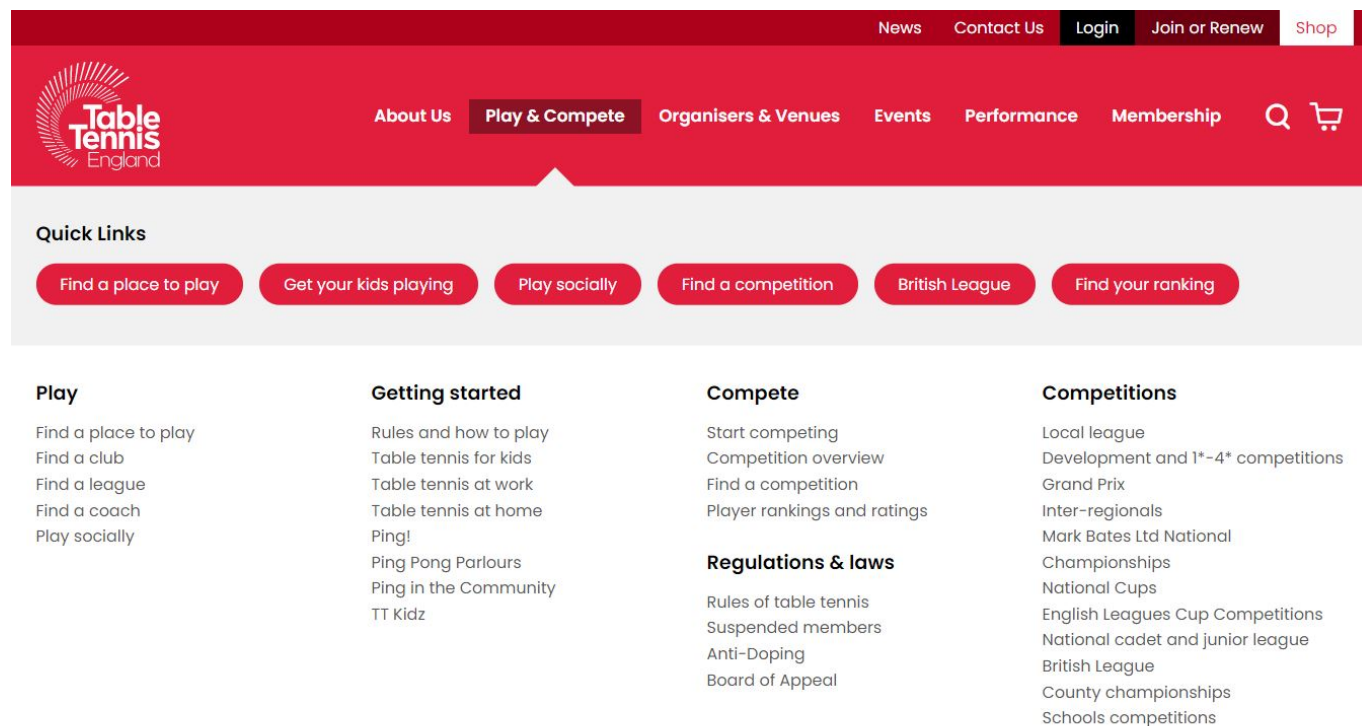 News
Contact Us
Login
Join or Renew
Shop
Table
Tennis
England
About Us
Play & Compete
Organisers & Venues
Events
Performance
Membership
Quick Links
Find a place to play
Get your kids playing
Play socially
Find a competition
British League
Find your ranking
Play
Find a place to play
Find a club
Find a league
Find a coach
Play socially
Getting started
Rules and how to play
Table tennis for kids
Table tennis at work
Table tennis at home
Ping!
Ping Pong Parlours
Ping in the Community
TT Kidz
Compete
Start competing
Competition overview
Find a competition
Player rankings and ratings
Regulations & laws
Rules of table tennis
Suspended members
Anti-Doping
Board of Appeal
Competitions
Local league
Development and 1*-4* competitions
Grand Prix
Inter-regionals
Mark Bates Ltd National
Championships
National Cups
English Leagues Cup Competitions
National cadet and junior league
British League
County championships
Schools competitions